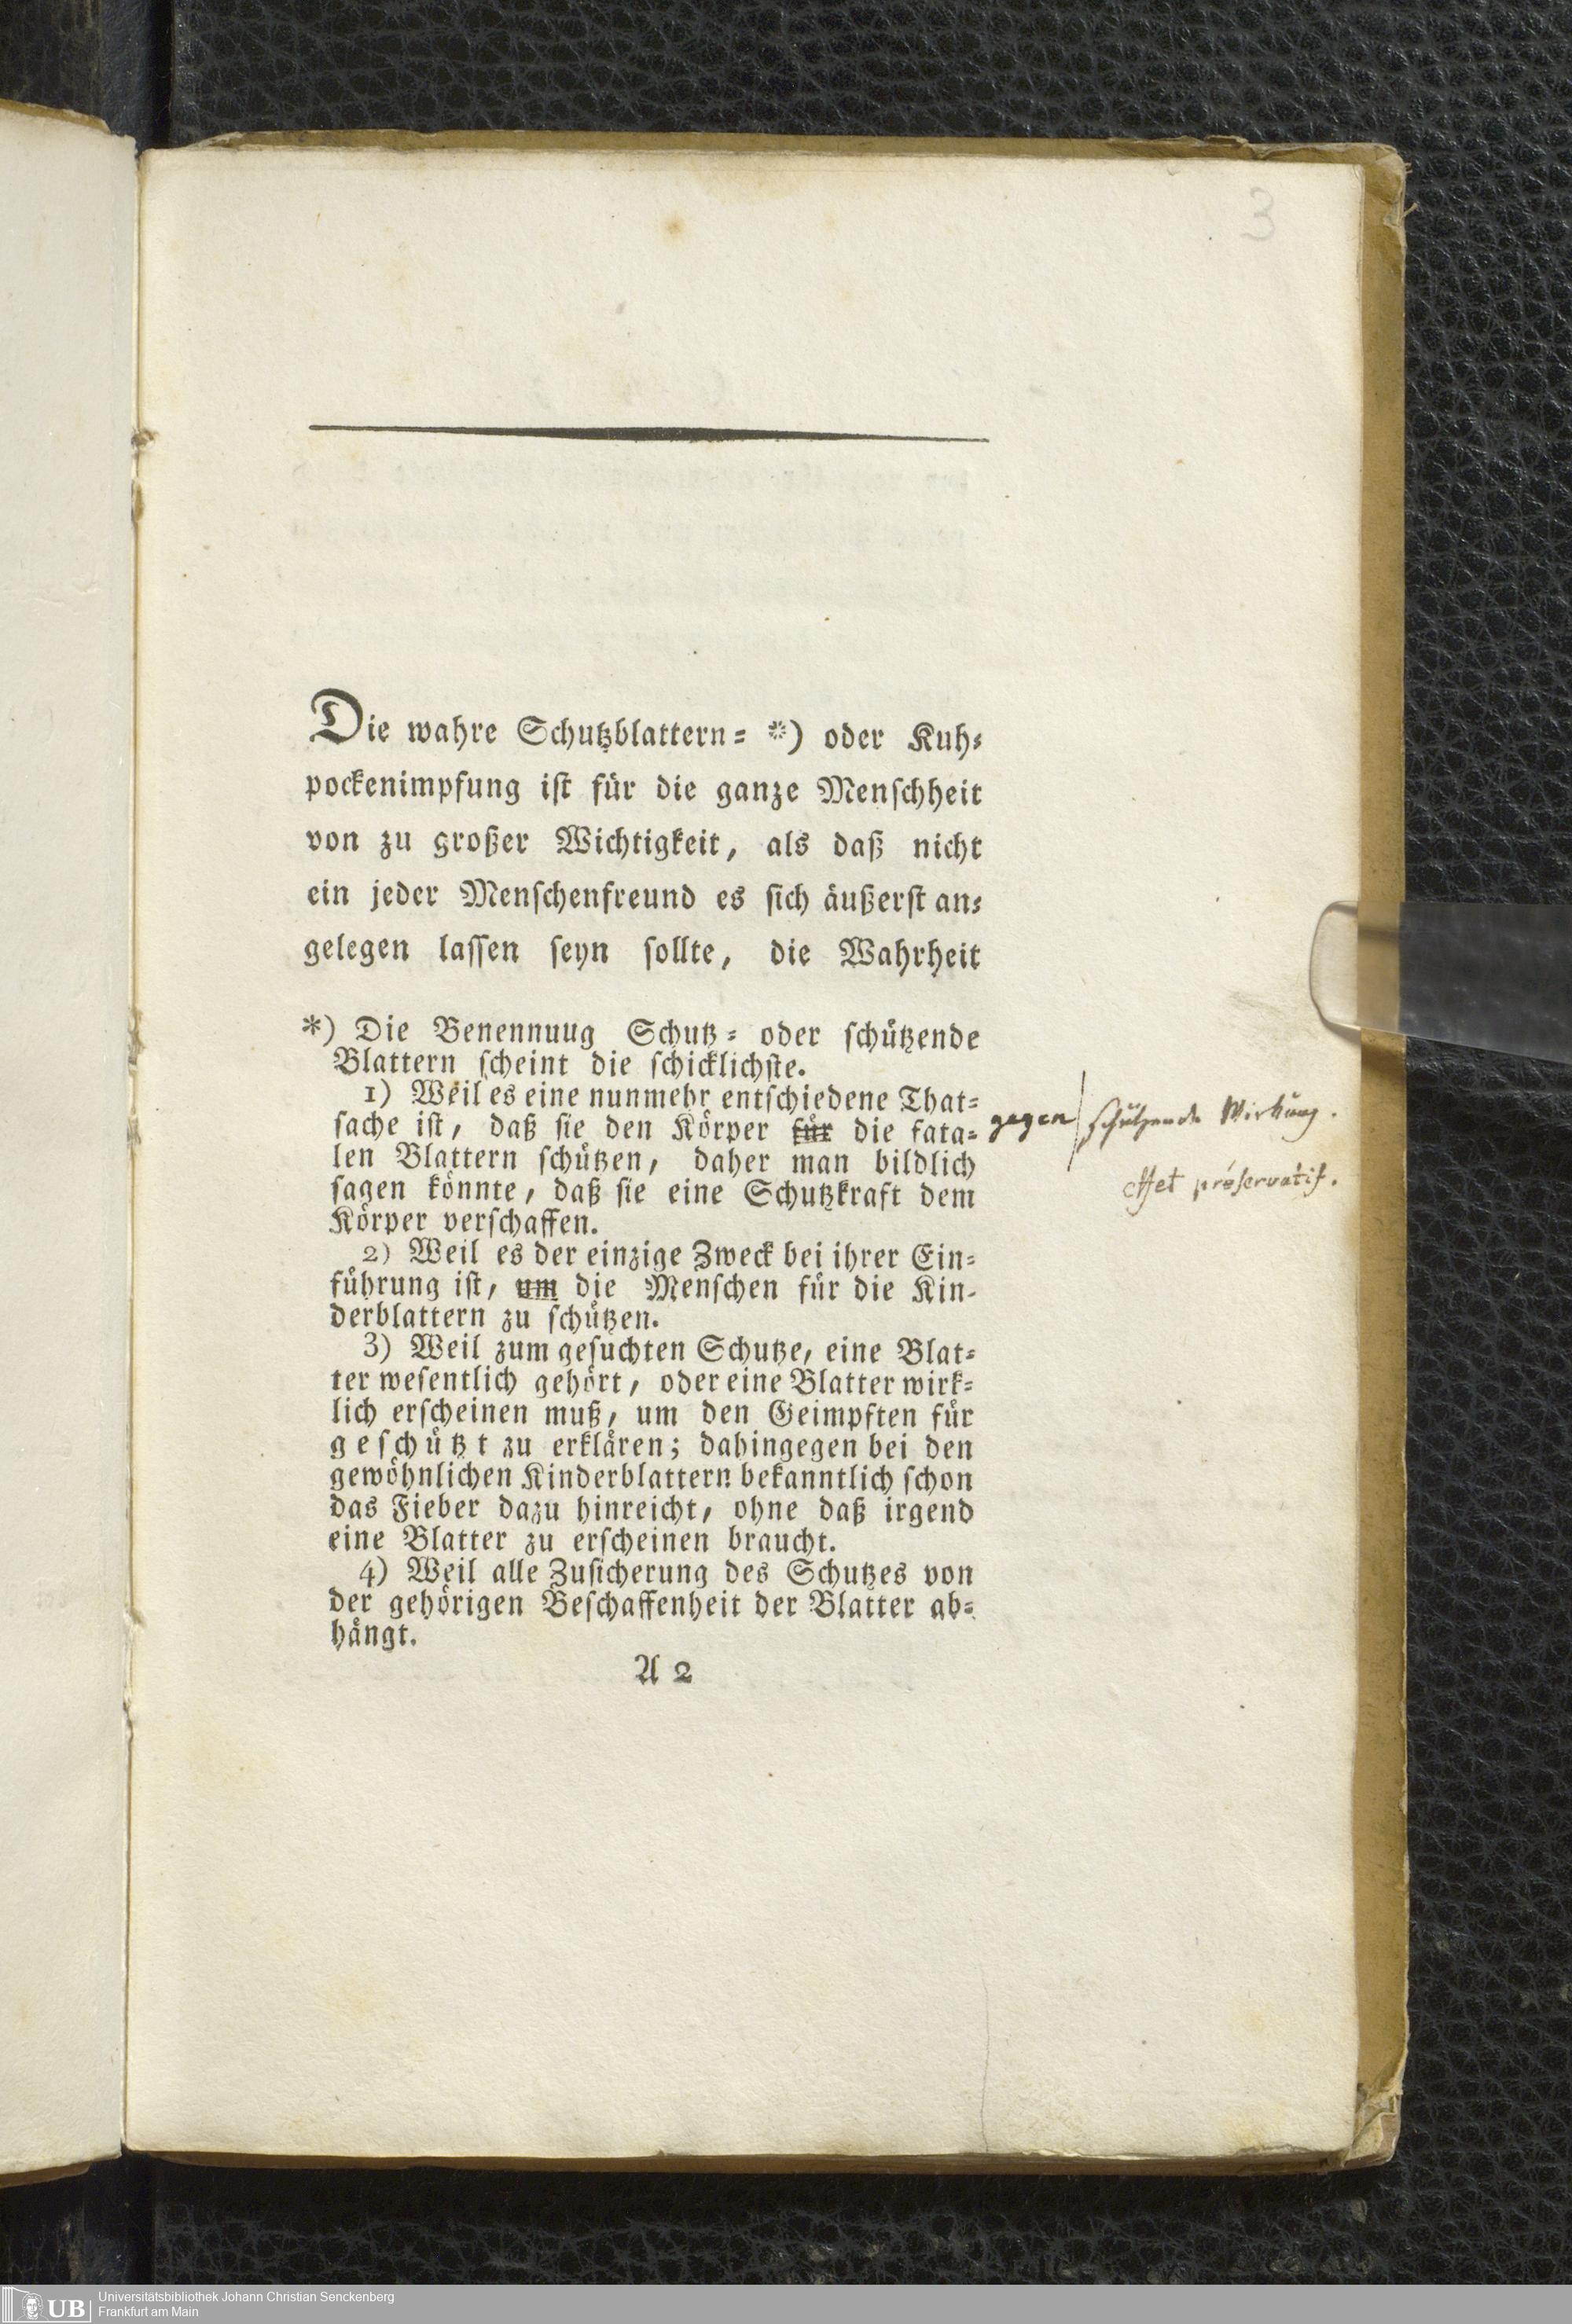 3
Die wahre Schutzblattern= *) oder Kuh=
pockenimpfung iſt für die ganze Menſchheit
von zu großer Wichtigkeit, als daß nicht
ein jeder Menſchenfreund es ſich äußerſt an=
gelegen laſſen ſeyn ſollte, die Wahrheit
*) Die Benennuug Schutz= oder ſchützende
Blattern ſcheint die ſchicklichſte.
1) Weil es eine nunmehr entſchiedene That=
ſache iſt, daß ſie den Körper für die fata=
gegen / ſchützende Wirkung.
len Blattern ſchützen, daher man bildlich
effet préservatif.
ſagen könnte, daß ſie eine Schutzkraft dem
Körper verſchaffen.
2) Weil es der einzige Zweck bei ihrer Ein=
führung iſt, um die Menſchen für die Kin=
derblattern zu ſchützen.
3) Weil zum geſuchten Schutze, eine Blat=
ter weſentlich gehört, oder eine Blatter wirk=
lich erſcheinen muß, um den Geimpften für
geſchützt zu erklären; dahingegen bei den
gewöhnlichen Kinderblattern bekanntlich ſchon
das Fieber dazu hinreicht, ohne daß irgend
eine Blatter zu erſcheinen braucht.
4) Weil alle Zuſicherung des Schutzes von
der gehörigen Beſchaffenheit der Blatter ab=
hängt.
A 2
UB
Universitätsbibliothek Johann Christian Senckenberg
Frankfurt am Main